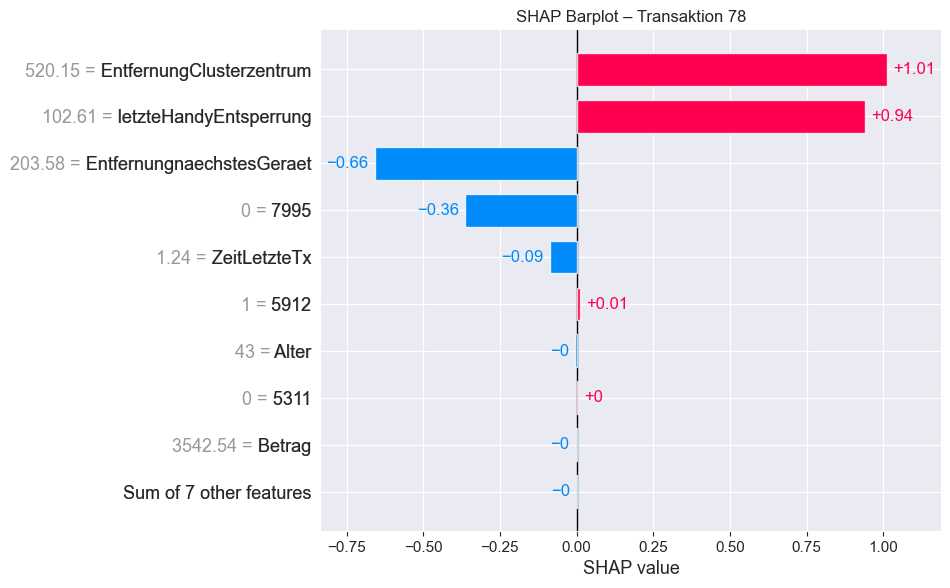 SHAP Barplot – Transaktion 78
520.15 = EntfernungClusterzentrum
+1.01
102.61 = letzteHandyEntsperrung
+0.94
203.58 = EntfernungnaechstesGeraet
−0.66
0 = 7995
−0.36
1.24 = ZeitLetzteTx
−0.09
1 = 5912
+0.01
43 = Alter
−0
0 = 5311
+0
3542.54 = Betrag
−0
Sum of 7 other features
−0
−0.75 −0.50 −0.25 0.00 0.25 0.50 0.75 1.00
SHAP value